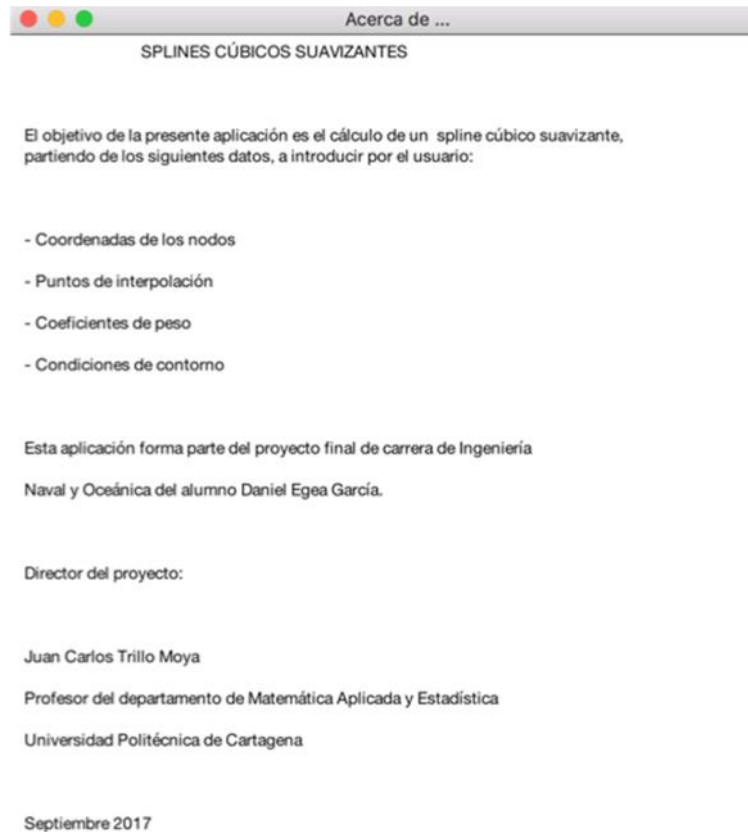 Acerca de ...
SPLINES CÚBICOS SUAVIZANTES
El objetivo de la presente aplicación es el cálculo de un spline cúbico suavizante,
partiendo de los siguientes datos, a introducir por el usuario:
- Coordenadas de los nodos
- Puntos de interpolación
- Coeficientes de peso
- Condiciones de contorno
Esta aplicación forma parte del proyecto final de carrera de Ingeniería
Naval y Oceánica del alumno Daniel Egea García.
Director del proyecto:
Juan Carlos Trillo Moya
Profesor del departamento de Matemática Aplicada y Estadística
Universidad Politécnica de Cartagena
Septiembre 2017